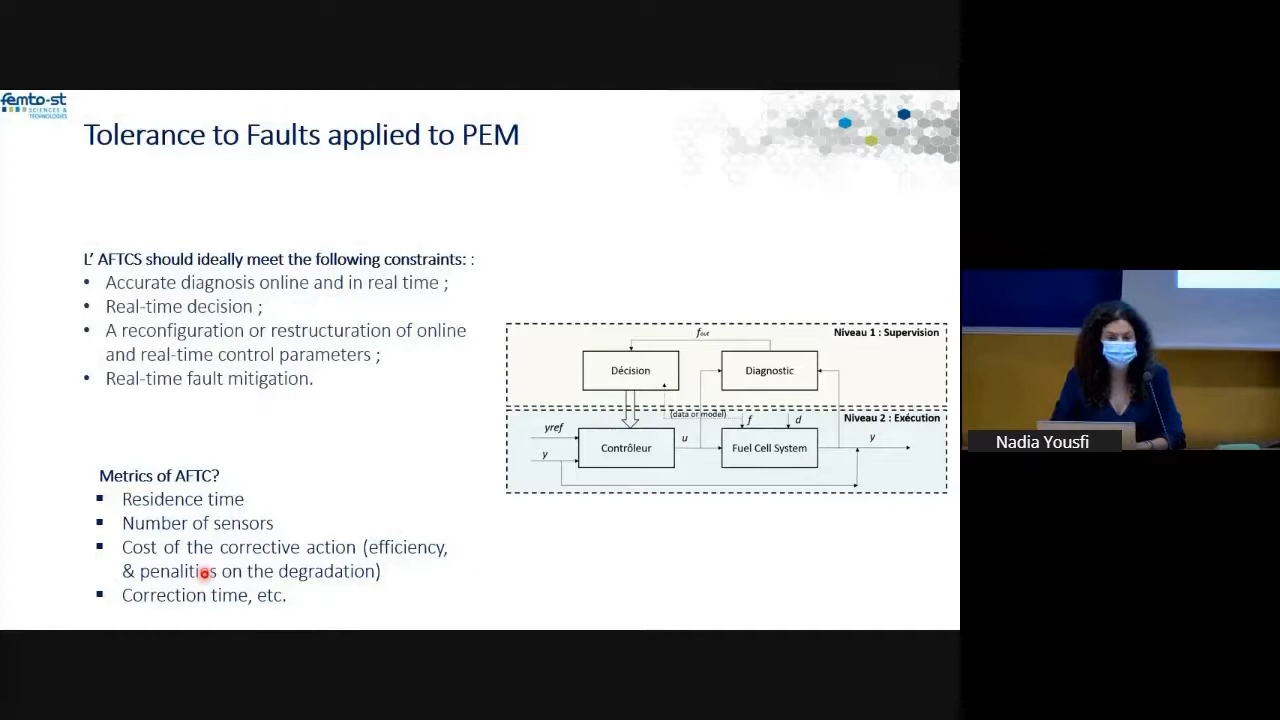 femto-st
SCIENCES &
TECHNOLOGIES
Tolerance to Faults applied to PEM
L’ AFTCS should ideally meet the following constraints: :
• Accurate diagnosis online and in real time ;
• Real-time decision ;
• A reconfiguration or restructuration of online
and real-time control parameters ;
• Real-time fault mitigation.
Metrics of AFTC?
▪ Residence time
▪ Number of sensors
▪ Cost of the corrective action (efficiency,
& penalities on the degradation)
▪ Correction time, etc.
Niveau 1 : Supervision
Décision
Diagnostic
(data or model)
Niveau 2 : Exécution
yref
y
Contrôleur
u
f
d
Fuel Cell System
y
Nadia Yousfi